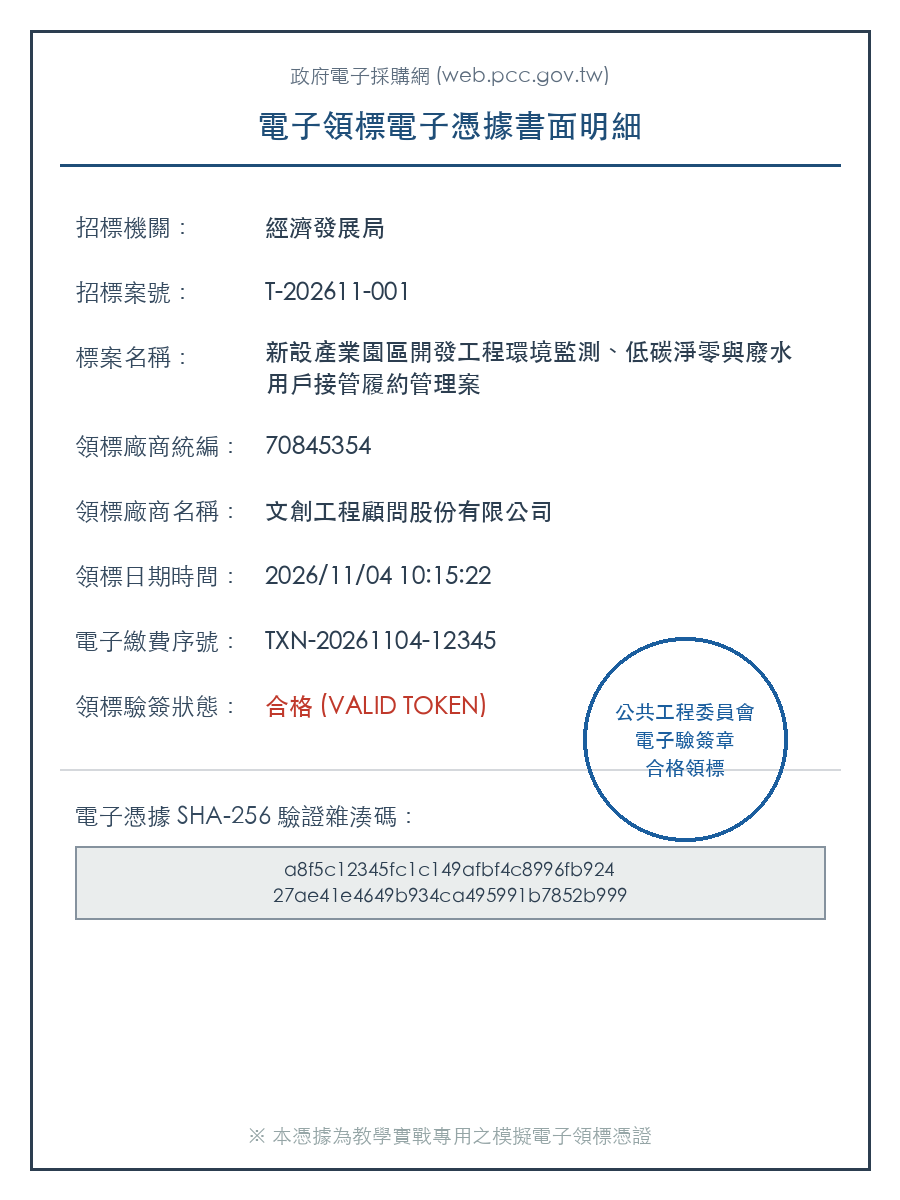 政府電子採購網 (web.pcc.gov.tw)
電子領標電子憑據書面明細
招標機關： 經濟發展局
招標案號： T-202611-001
標案名稱： 新設產業園區開發工程環境監測、低碳淨零與廢水
用戶接管履約管理案
領標廠商統編： 70845354
領標廠商名稱： 文創工程顧問股份有限公司
領標日期時間： 2026/11/04 10:15:22
電子繳費序號： TXN-20261104-12345
領標驗簽狀態： 合格 (VALID TOKEN)
公共工程委員會
電子驗簽章
合格領標
電子憑據 SHA-256 驗證雜湊碼：
a8f5c12345fc1c149afbf4c8996fb924
27ae41e4649b934ca495991b7852b999
※ 本憑據為教學實戰專用之模擬電子領標憑證